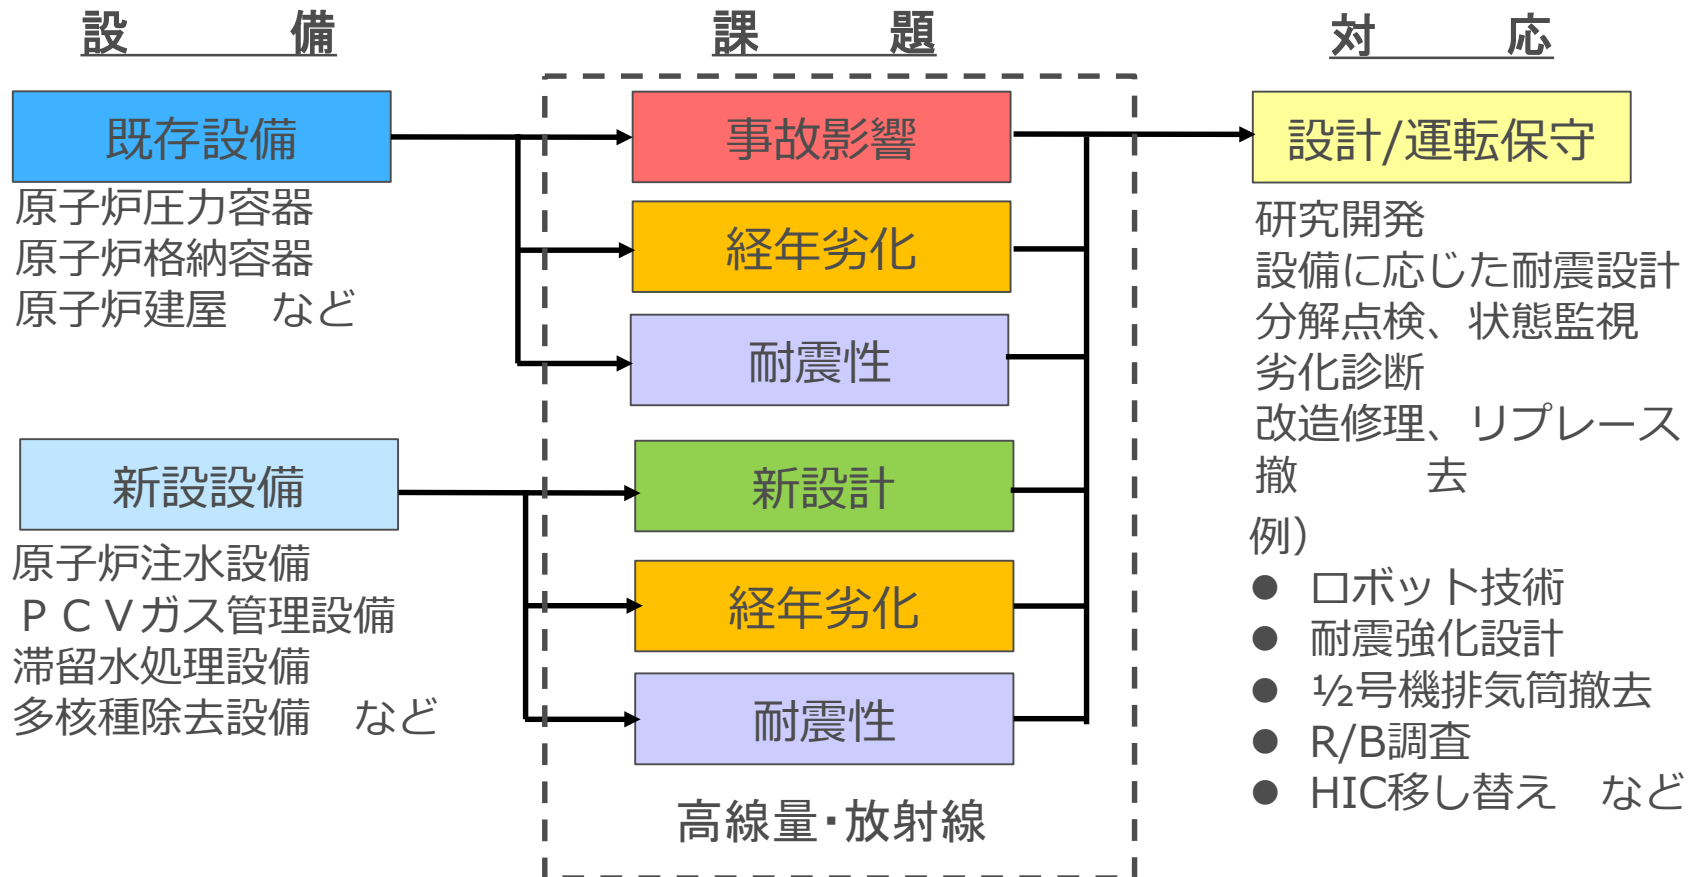 設　備
既存設備
原子炉圧力容器
原子炉格納容器
原子炉建屋　など
新設設備
原子炉注水設備
ＰＣＶガス管理設備
滞留水処理設備
多核種除去設備　など
課　題
事故影響
経年劣化
耐震性
新設計
経年劣化
耐震性
高線量・放射線
対　応
設計/運転保守
研究開発
設備に応じた耐震設計
分解点検、状態監視
劣化診断
改造修理、リプレース
撤　去
例）
● ロボット技術
● 耐震強化設計
● ½号機排気筒撤去
● R/B調査
● HIC移し替え　など